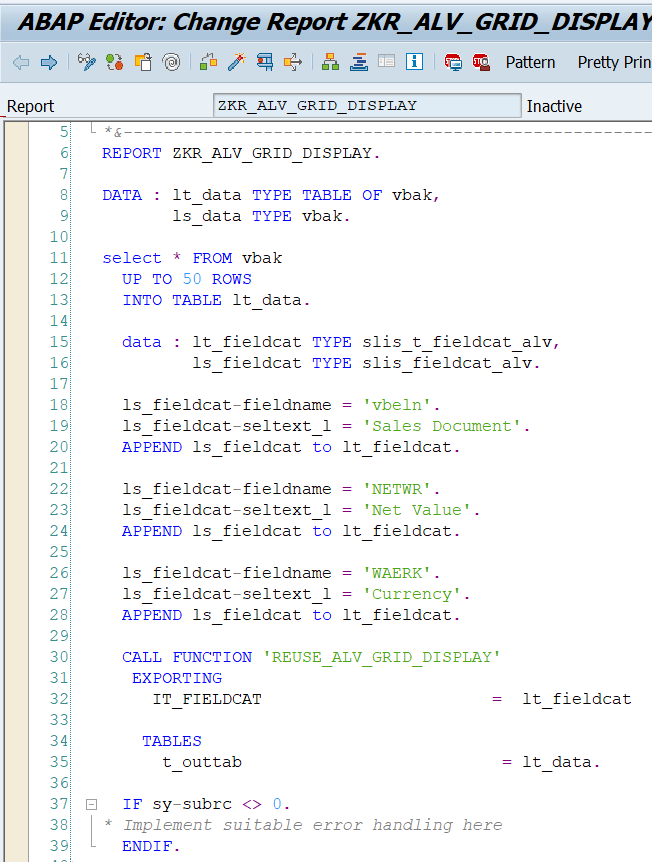 ABAP Editor: Change Report ZKR_ALV_GRID_DISPLAY
Pattern Pretty Prin
Report ZKR_ALV_GRID_DISPLAY Inactive
5 *&----------------------------------------------------
6 REPORT ZKR_ALV_GRID_DISPLAY.
7
8 DATA : lt_data TYPE TABLE OF vbak,
9 ls_data TYPE vbak.
10
11 select * FROM vbak
12 UP TO 50 ROWS
13 INTO TABLE lt_data.
14
15 data : lt_fieldcat TYPE slis_t_fieldcat_alv,
16 ls_fieldcat TYPE slis_fieldcat_alv.
17
18 ls_fieldcat-fieldname = 'vbeln'.
19 ls_fieldcat-seltext_l = 'Sales Document'.
20 APPEND ls_fieldcat to lt_fieldcat.
21
22 ls_fieldcat-fieldname = 'NETWR'.
23 ls_fieldcat-seltext_l = 'Net Value'.
24 APPEND ls_fieldcat to lt_fieldcat.
25
26 ls_fieldcat-fieldname = 'WAERK'.
27 ls_fieldcat-seltext_l = 'Currency'.
28 APPEND ls_fieldcat to lt_fieldcat.
29
30 CALL FUNCTION 'REUSE_ALV_GRID_DISPLAY'
31 EXPORTING
32 IT_FIELDCAT = lt_fieldcat
33
34 TABLES
35 t_outtab = lt_data.
36
37 IF sy-subrc <> 0.
38 * Implement suitable error handling here
39 ENDIF.